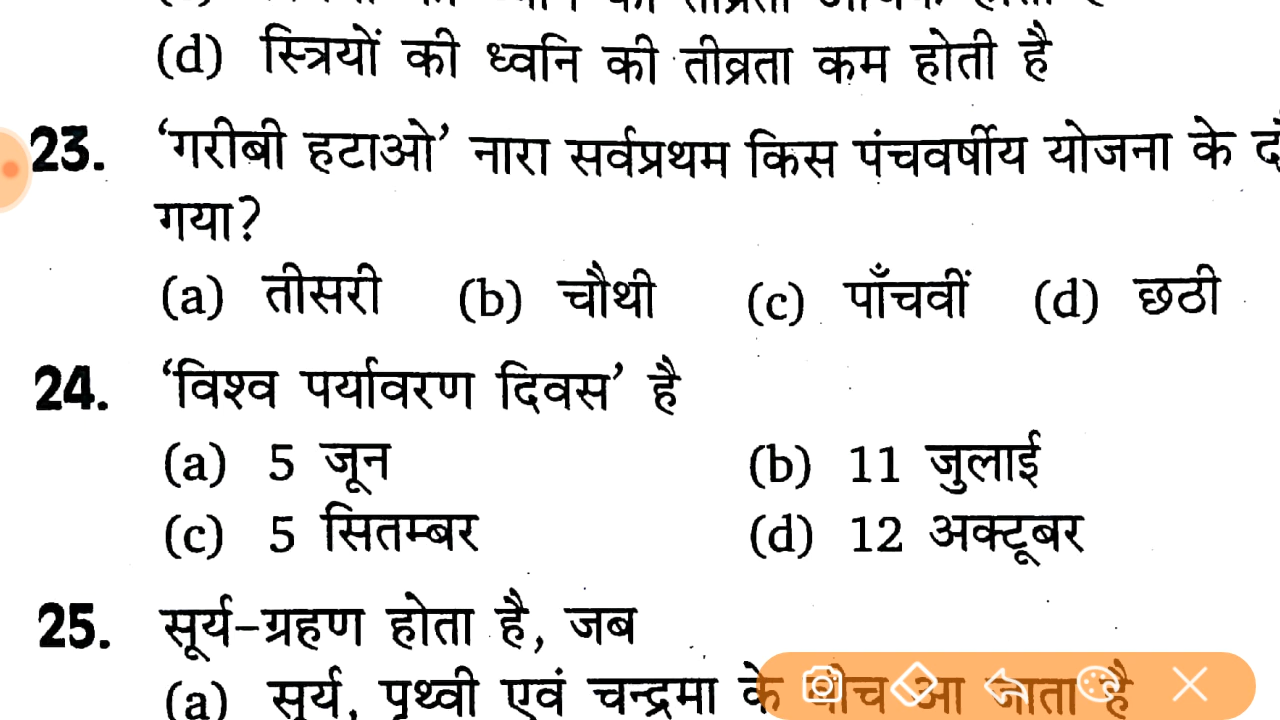 (d) स्त्रियों की ध्वनि की तीव्रता कम होती है
23. ‘गरीबी हटाओ’ नारा सर्वप्रथम किस पंचवर्षीय योजना के
गया?
(a) तीसरी (b) चौथी (c) पाँचवीं (d) छठी
24. ‘विश्व पर्यावरण दिवस’ है
(a) 5 जून (b) 11 जुलाई
(c) 5 सितम्बर (d) 12 अक्टूबर
25. सूर्य-ग्रहण होता है, जब
(a) सूर्य, पृथ्वी एवं चन्द्रमा के बीच आ जाता है